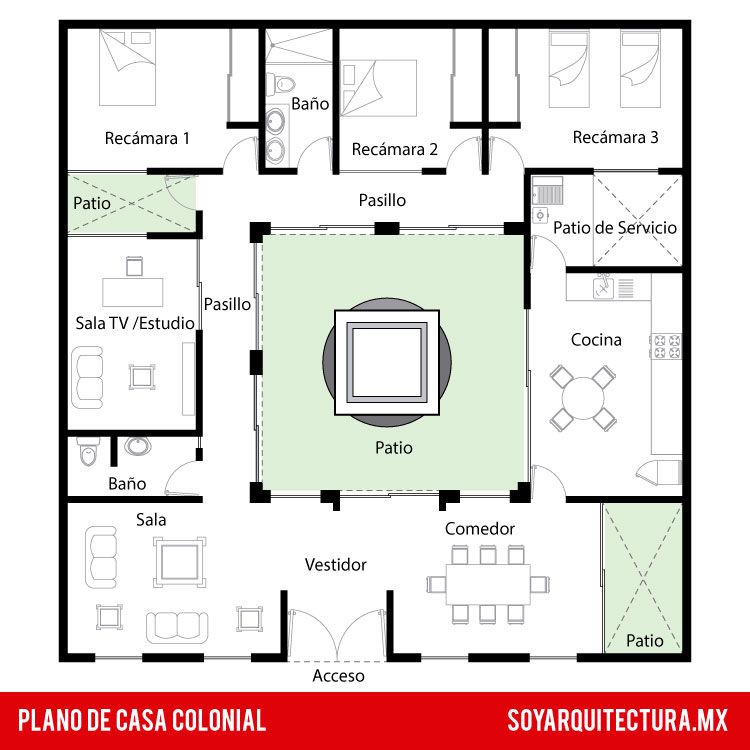 Recámara 1
Baño
Recámara 2
Recámara 3
Patio
Pasillo
Patio de Servicio
Pasillo
Sala TV /Estudio
Cocina
Patio
Baño
Sala
Vestidor
Comedor
Patio
Acceso
PLANO DE CASA COLONIAL
SOYARQUITECTURA.MX